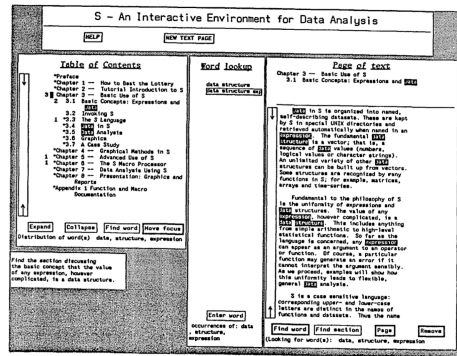 S - An Interactive Environment for Data Analysis
HELP
NEW TEXT PAGE
Table of Contents
*Preface
*Chapter 1 -- How to Beat the Lottery
*Chapter 2 -- Tutorial Introduction to S
3 Chapter 3 -- Basic Use of S
2 3.1 Basic Concepts: Expressions and
Data
3.2 Invoking S
1 *3.3 The S Language
*3.4 Data in S
*3.5 Data Analysis
*3.6 Graphics
*3.7 A Case Study
*Chapter 4 -- Graphical Methods in S
1 *Chapter 5 -- Advanced Use of S
1 *Chapter 6 -- The S Macro Processor
*Chapter 7 -- Data Analysis Using S
*Chapter 8 -- Presentation: Graphics and
Reports
*Appendix 1 Function and Macro
Documentation
Expand
Collapse
Find word
Move focus
Distribution of word(s) data, structure, expression
Find the section discussing
the basic concept that the value
of any expression, however
complicated, is a data structure.
Word lookup
data structure
data structure exp
Enter word
occurrences of: data
, structure,
expression
Page of text
Chapter 3 -- Basic Use of S
3.1 Basic Concepts: Expressions and Data
Data in S is organized into named,
self-describing datasets. These are kept
by S in special UNIX directories and
retrieved automatically when named in an
expression. The fundamental data
structure is a vector; that is, a
sequence of data values (numbers,
logical values or character strings).
An unlimited variety of other data
structures can be built up from vectors.
Some structures are recognized by many
functions in S; for example, matrices,
arrays and time-series.
Fundamental to the philosophy of S
is the uniformity of expressions and
data structures. The value of any
expression, however complicated, is a
data structure. This includes anything
from simple arithmetic to high-level
statistical functions. So far as the
language is concerned, any expression
can appear as an argument to an operator
or function. Of course, a particular
function may generate an error if it
cannot interpret the argument sensibly.
As we proceed, examples will show how
this uniformity leads to flexible,
general data analysis.
S is a case sensitive language:
corresponding upper- and lower-case
letters are distinct in the names of
functions and datasets. Thus the name
Find word
Find section
Page
Remove
(Looking for word(s): data, structure, expression